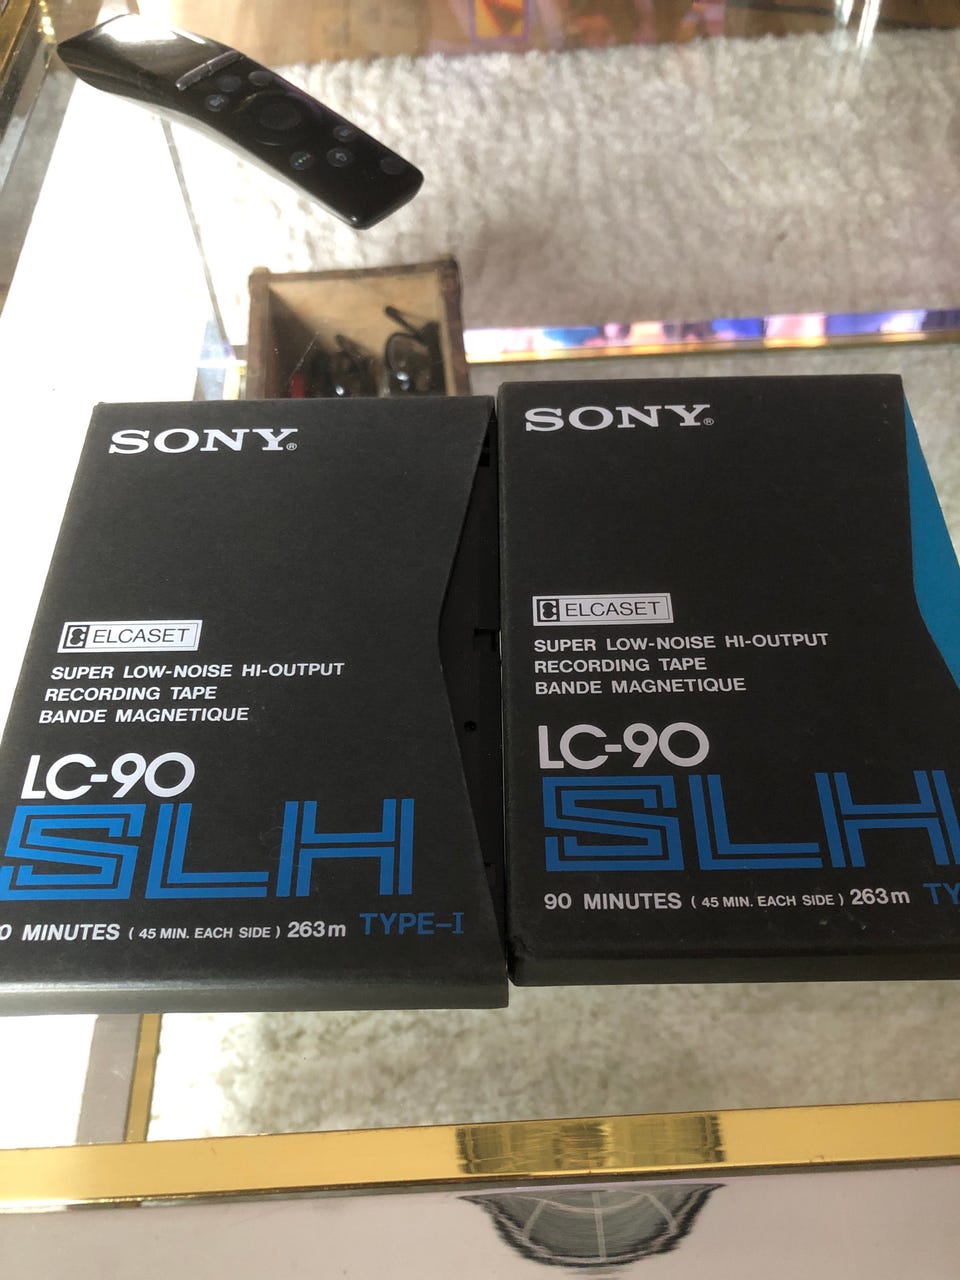 SONY®
ELCASET
SUPER LOW-NOISE HI-OUTPUT
RECORDING TAPE
BANDE MAGNETIQUE
LC-90
SLH
0 MINUTES ( 45 MIN. EACH SIDE ) 263m TYPE-I
SONY®
ELCASET
SUPER LOW-NOISE HI-OUTPUT
RECORDING TAPE
BANDE MAGNETIQUE
LC-90
SLH
90 MINUTES ( 45 MIN. EACH SIDE ) 263m TY